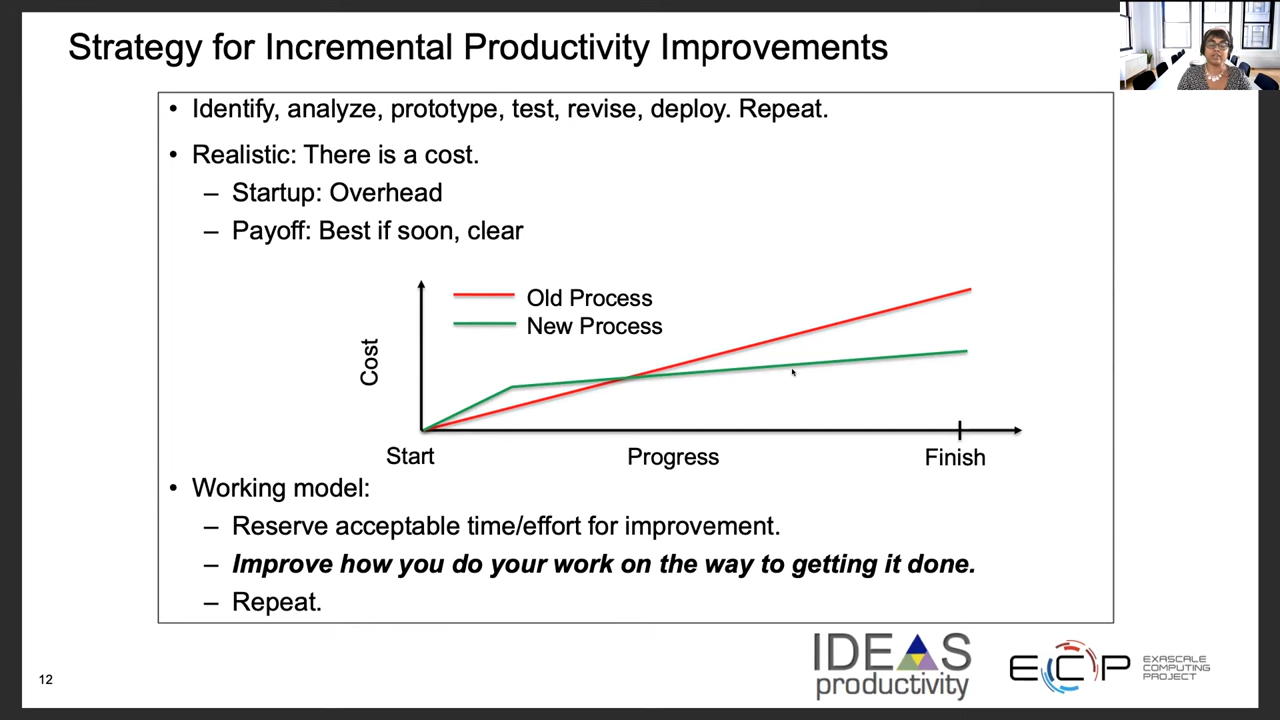 Strategy for Incremental Productivity Improvements
• Identify, analyze, prototype, test, revise, deploy. Repeat.
• Realistic: There is a cost.
– Startup: Overhead
– Payoff: Best if soon, clear
Old Process
New Process
Cost
Start
Progress
Finish
• Working model:
– Reserve acceptable time/effort for improvement.
– Improve how you do your work on the way to getting it done.
– Repeat.
12
IDEAS
productivity
ECP
EXASCALE
COMPUTING
PROJECT